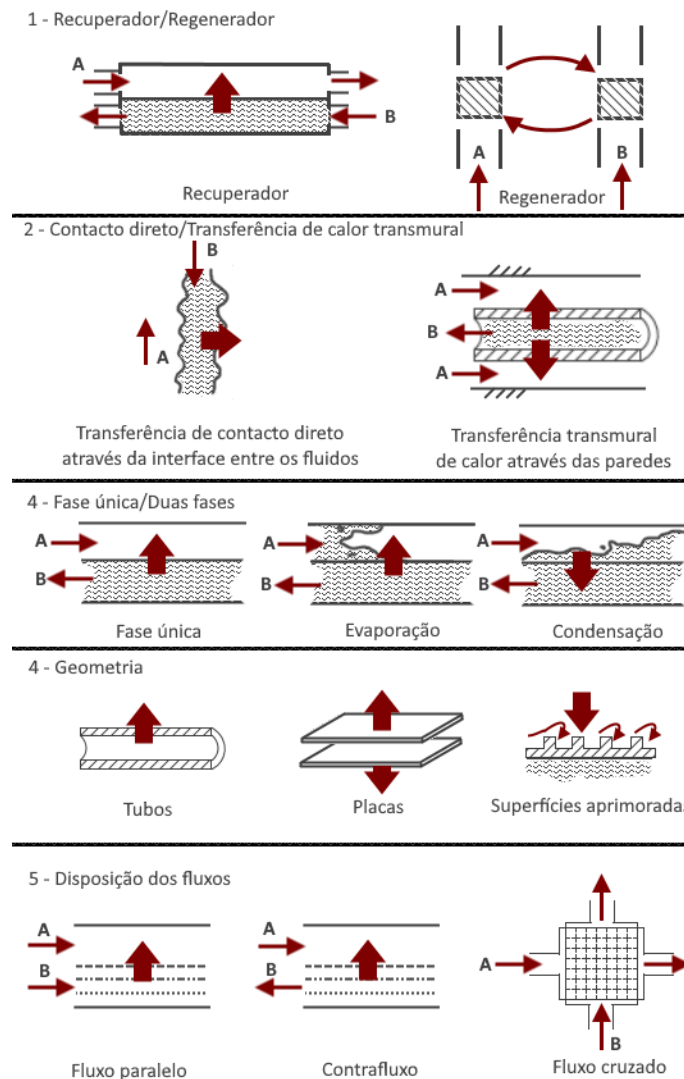 1 - Recuperador/Regenerador
A
B
Recuperador
A
B
Regenerador
2 - Contacto direto/Transferência de calor transmural
B
A
Transferência de contacto direto
através da interface entre os fluidos
A
B
A
Transferência transmural
de calor através das paredes
4 - Fase única/Duas fases
A
B
Fase única
A
B
Evaporação
A
B
Condensação
4 - Geometria
Tubos
Placas
Superfícies aprimoradas
5 - Disposição dos fluxos
A
B
Fluxo paralelo
A
B
Contrafluxo
A
B
Fluxo cruzado